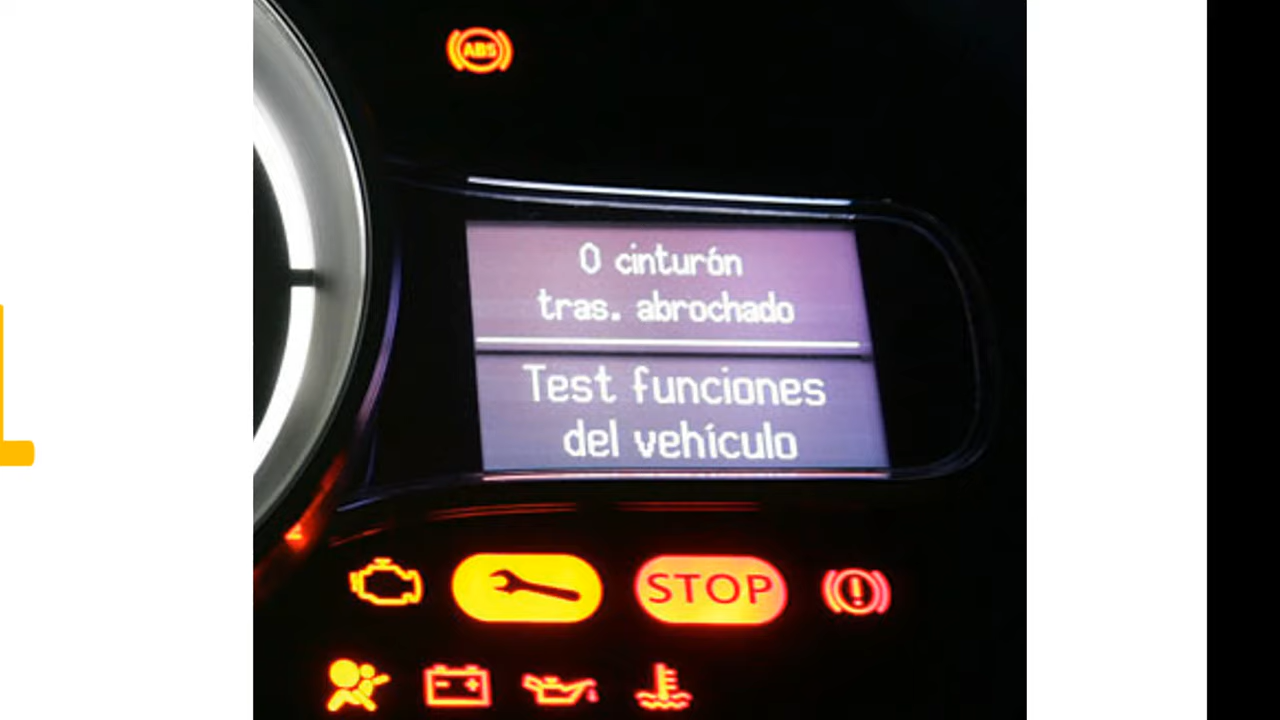 ABS
0 cinturón
tras. abrochado
Test funciones
del vehículo
STOP